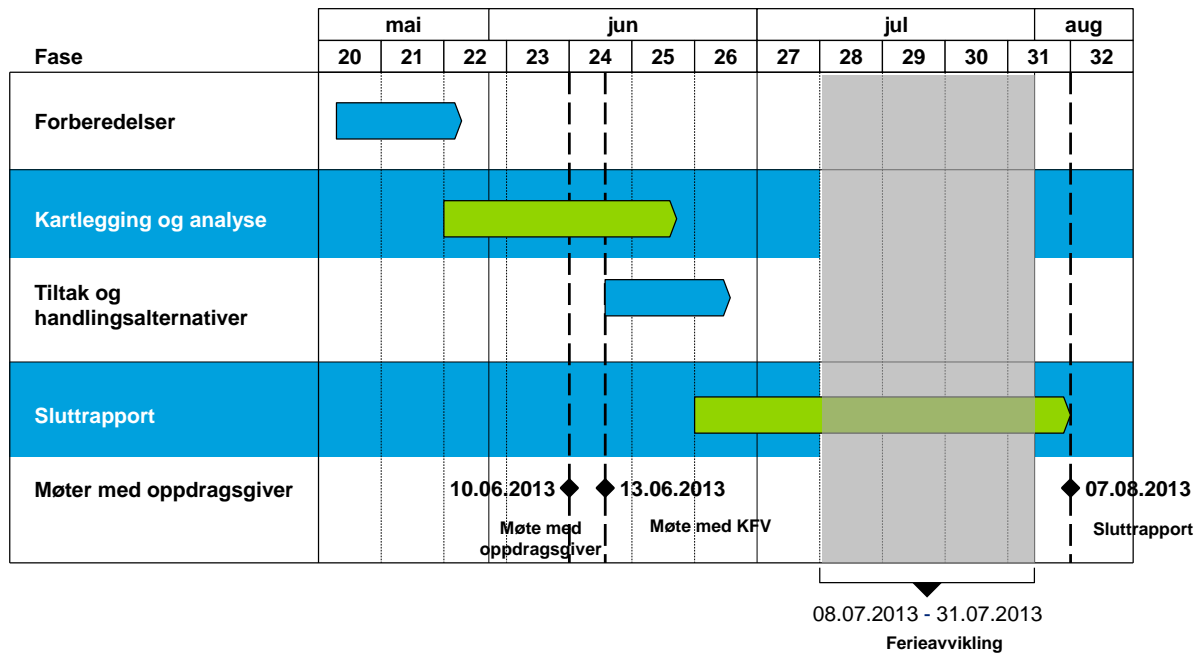 mai jun jul aug
Fase 20 21 22 23 24 25 26 27 28 29 30 31 32
Forberedelser
Kartlegging og analyse
Tiltak og
handlingsalternativer
Sluttrapport
Møter med oppdragsgiver 10.06.2013 13.06.2013 07.08.2013
Møte med
oppdragsgiver
Møte med KFV
Sluttrapport
08.07.2013 - 31.07.2013
Ferieavvikling